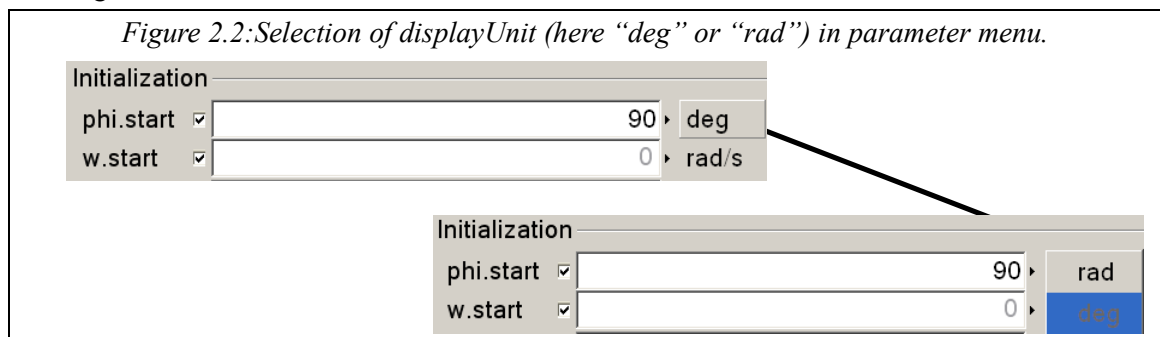 Figure 2.2:Selection of displayUnit (here “deg” or “rad”) in parameter menu.
Initialization
phi.start 90 deg
w.start 0 rad/s
Initialization
phi.start 90 rad
w.start 0 deg